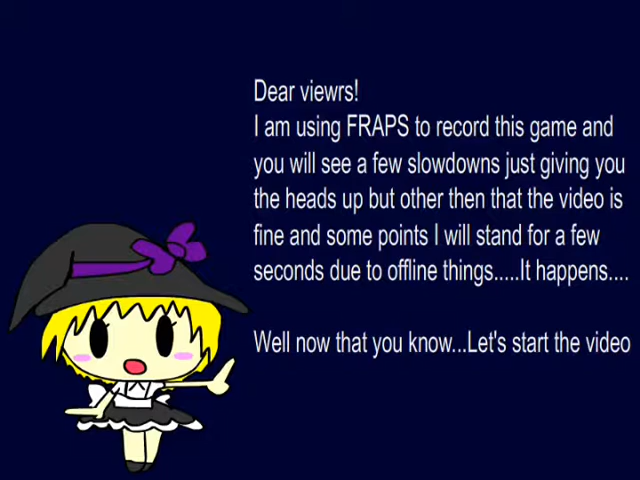 Dear viewrs!
I am using FRAPS to record this game and
you will see a few slowdowns just giving you
the heads up but other then that the video is
fine and some points I will stand for a few
seconds due to offline things.....It happens....
Well now that you know...Let's start the video